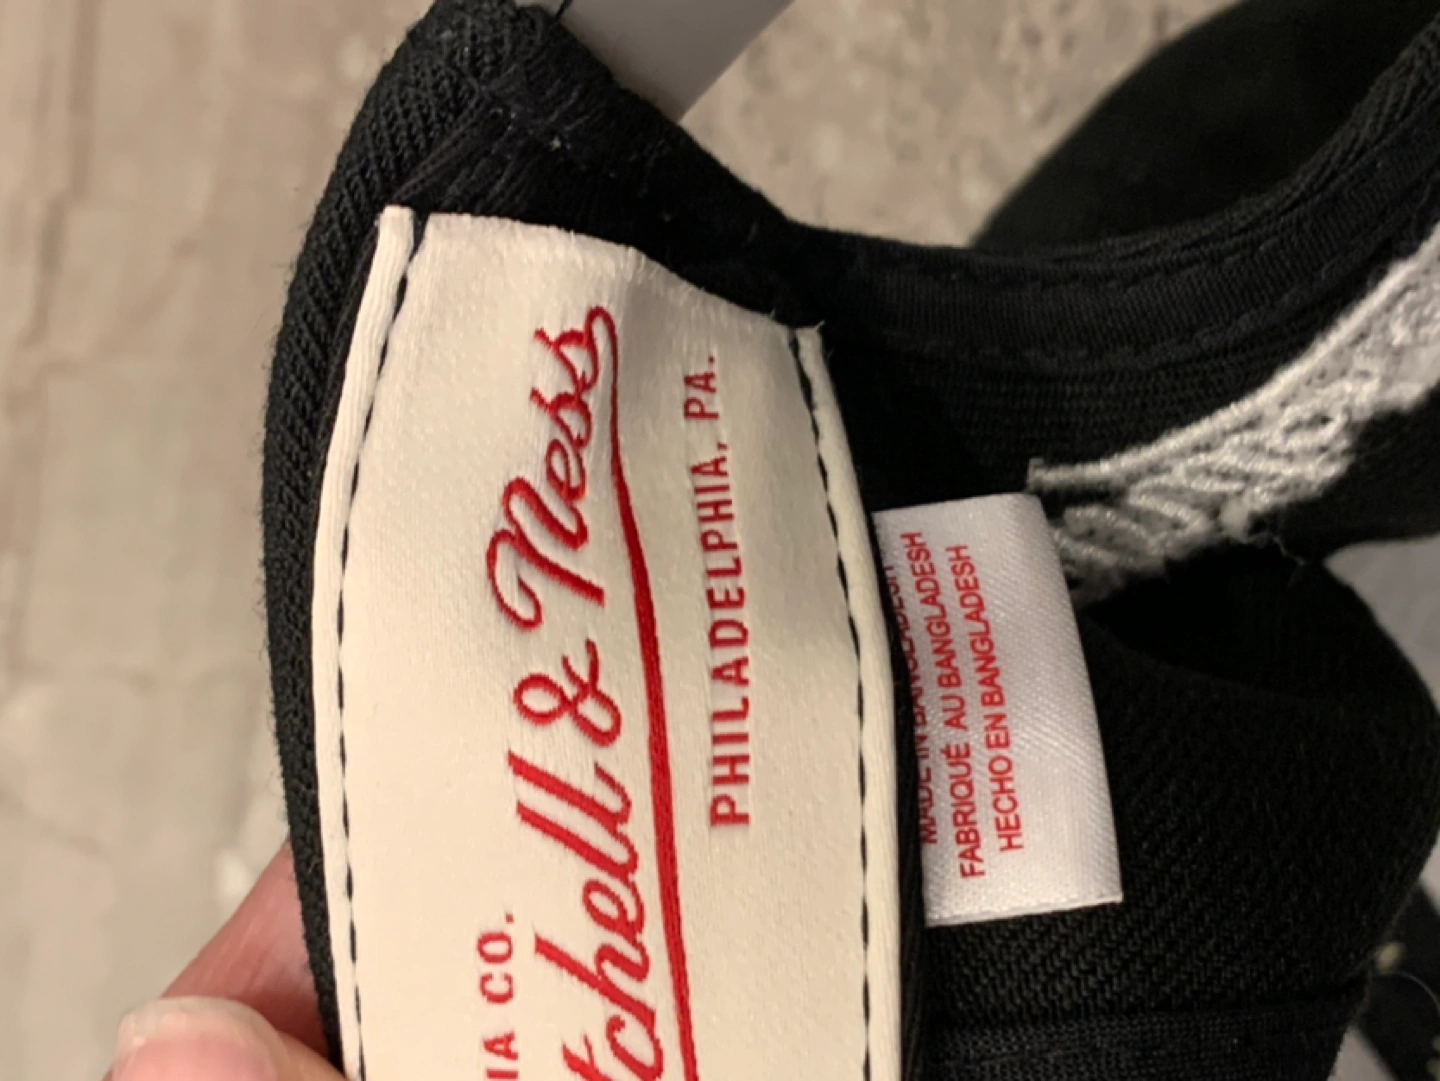 IA CO.
tchell & Ness
PHILADELPHIA, PA.
MADE IN BANGLADESH
FABRIQUÉ AU BANGLADESH
HECHO EN BANGLADESH